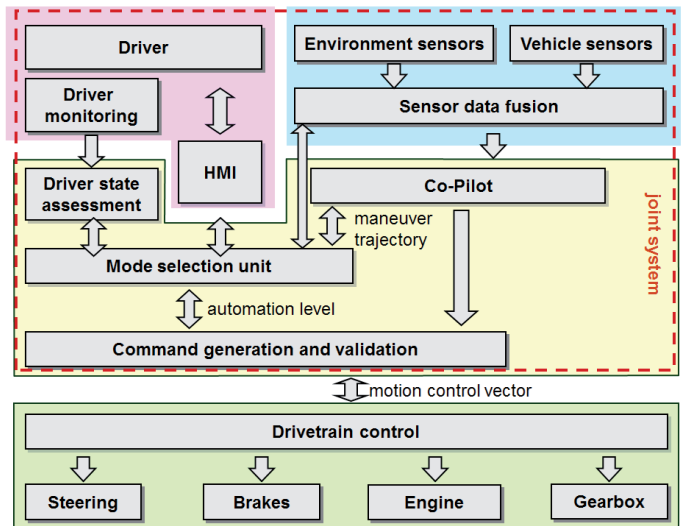 Driver
Environment sensors
Vehicle sensors
Driver
monitoring
Sensor data fusion
Driver state
assessment
HMI
Co-Pilot
maneuver
trajectory
joint system
Mode selection unit
automation level
Command generation and validation
motion control vector
Drivetrain control
Steering
Brakes
Engine
Gearbox